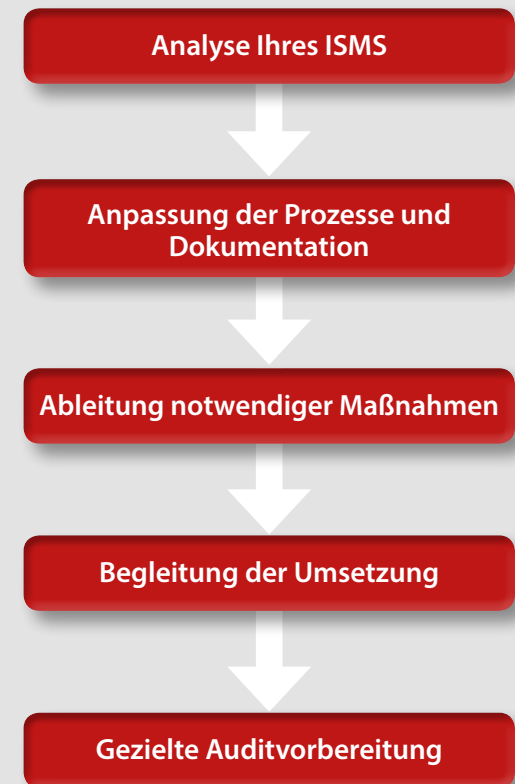 Analyse Ihres ISMS
Anpassung der Prozesse und
Dokumentation
Ableitung notwendiger Maßnahmen
Begleitung der Umsetzung
Gezielte Auditvorbereitung